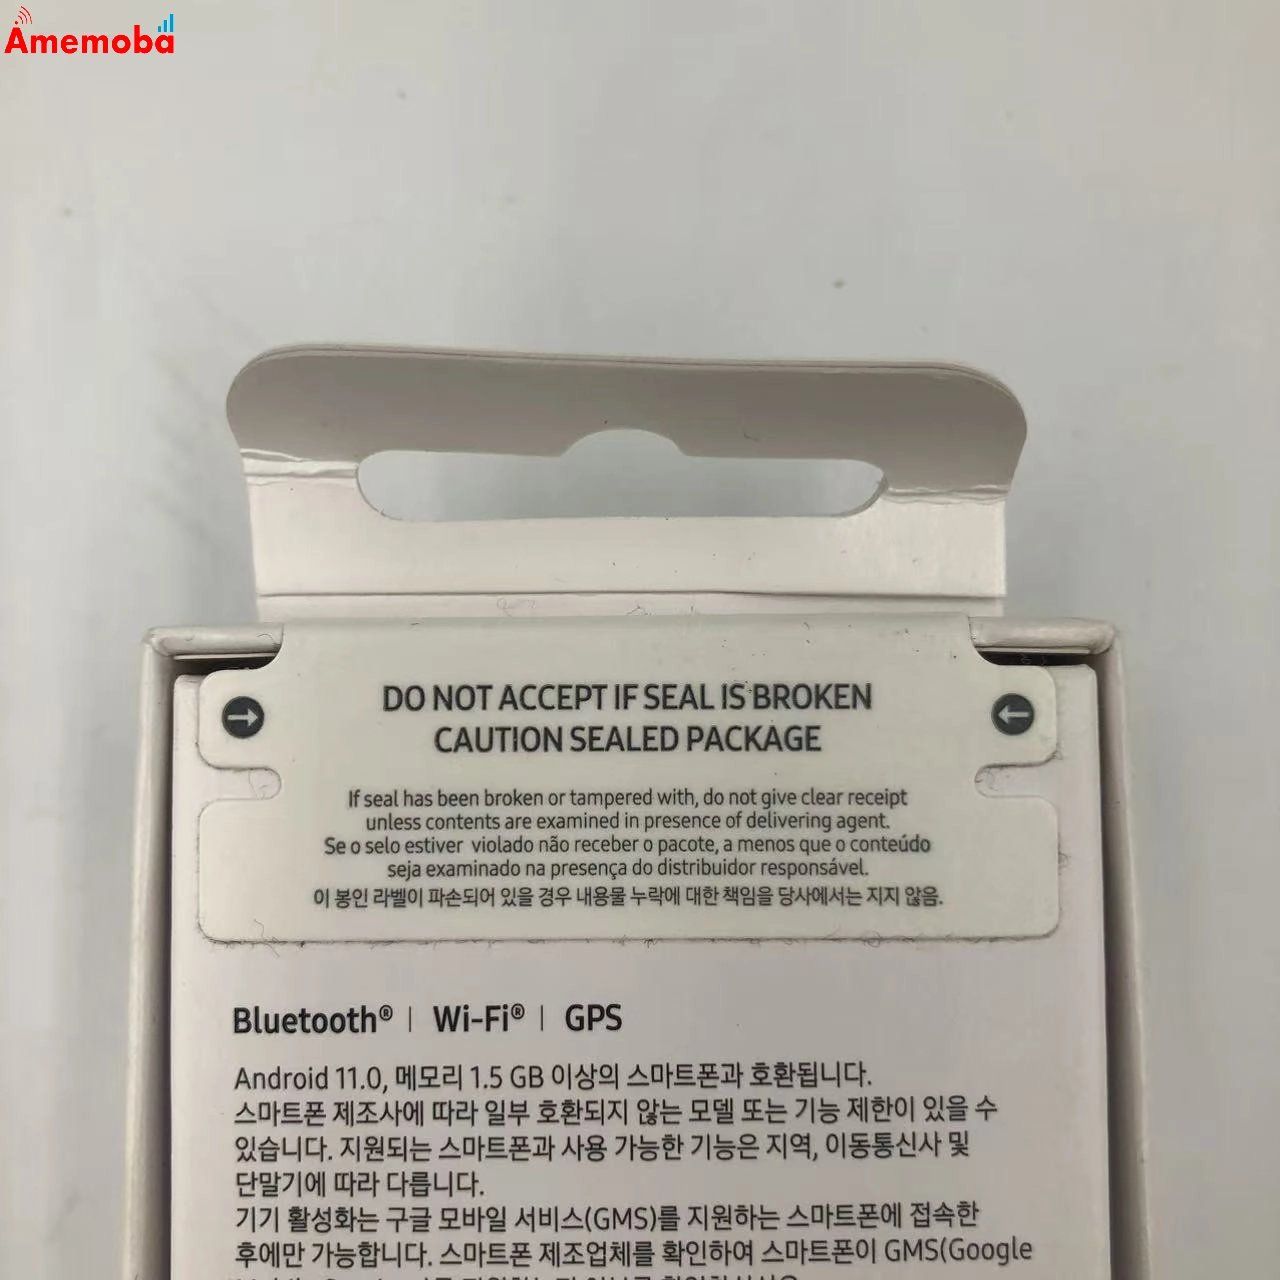 Amemoba
DO NOT ACCEPT IF SEAL IS BROKEN
CAUTION SEALED PACKAGE
If seal has been broken or tampered with, do not give clear receipt
unless contents are examined in presence of delivering agent.
Se o selo estiver violado não receber o pacote, a menos que o conteúdo
seja examinado na presença do distribuidor responsável.
이 봉인 라벨이 파손되어 있을 경우 내용물 누락에 대한 책임을 당사에서는 지지 않음.
Bluetooth® | Wi-Fi® | GPS
Android 11.0, 메모리 1.5 GB 이상의 스마트폰과 호환됩니다.
스마트폰 제조사에 따라 일부 호환되지 않는 모델 또는 기능 제한이 있을 수
있습니다. 지원되는 스마트폰과 사용 가능한 기능은 지역, 이동통신사 및
단말기에 따라 다릅니다.
기기 활성화는 구글 모바일 서비스(GMS)를 지원하는 스마트폰에 접속한
후에만 가능합니다. 스마트폰 제조업체를 확인하여 스마트폰이 GMS(Google